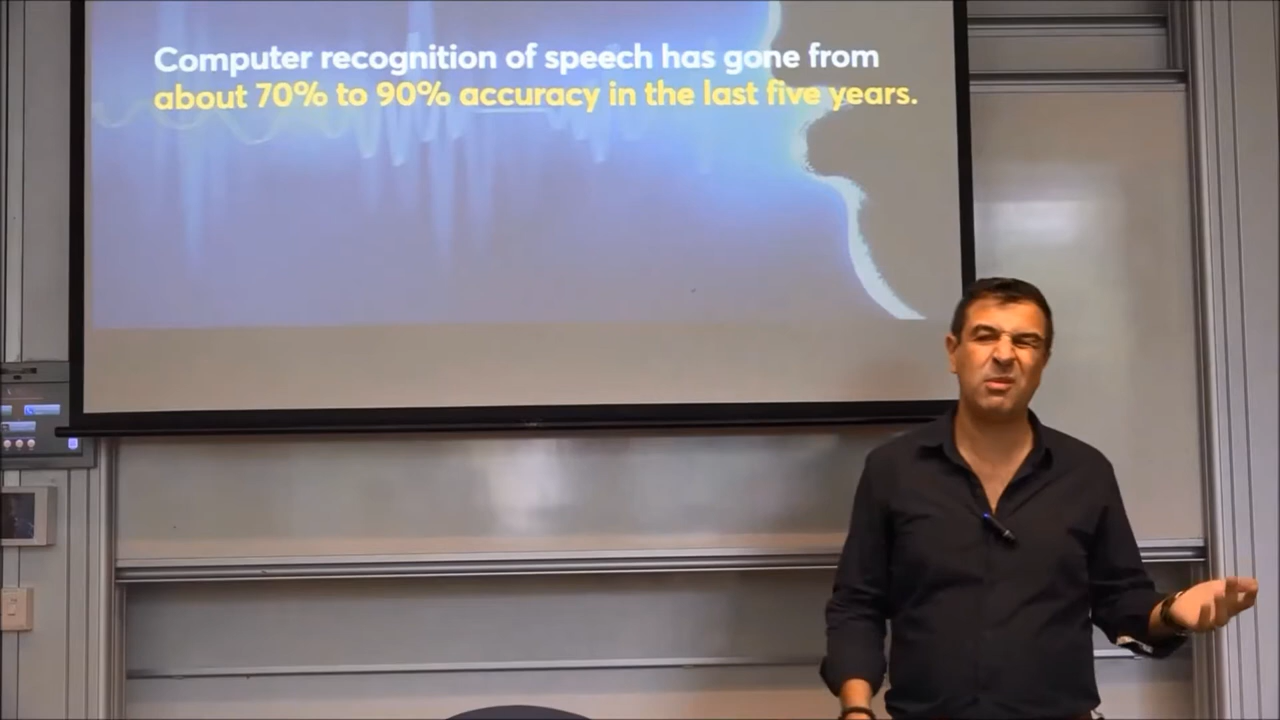 Computer recognition of speech has gone from
about 70% to 90% accuracy in the last five years.